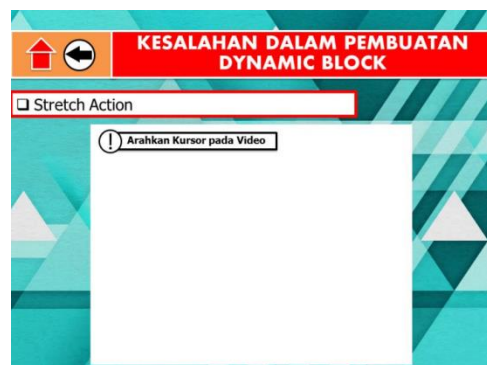 KESALAHAN DALAM PEMBUATAN
DYNAMIC BLOCK
Stretch Action
! Arahkan Kursor pada Video